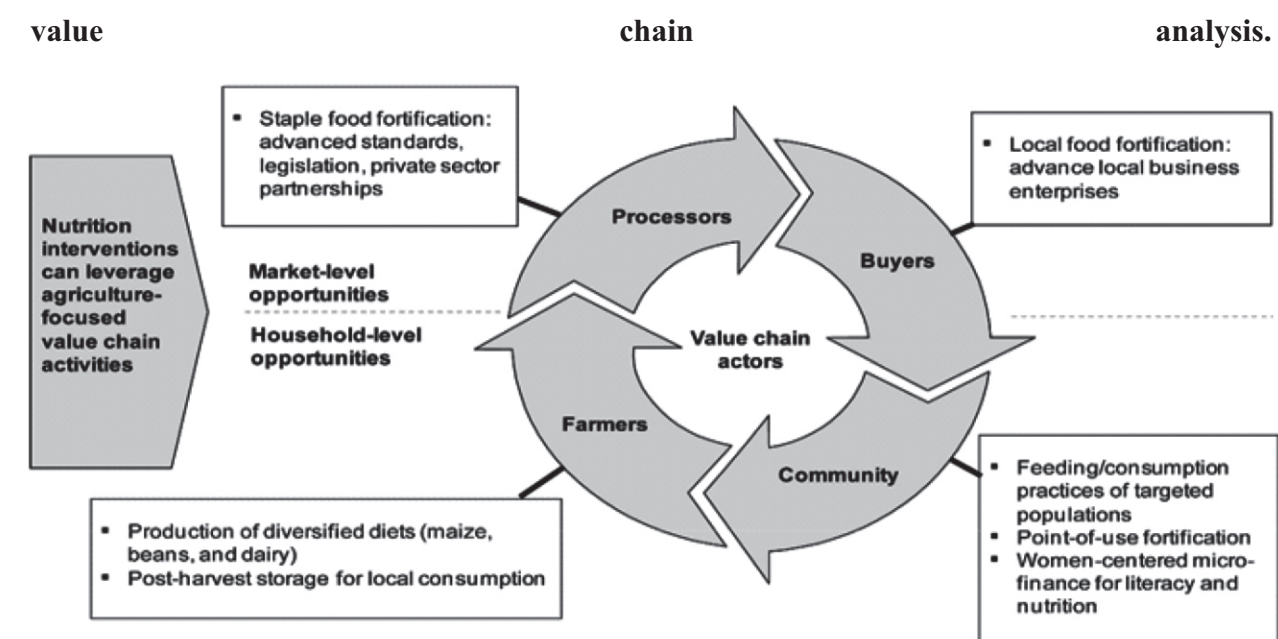 value chain analysis.
Nutrition
interventions
can leverage
agriculture-
focused
value chain
activities
▪ Staple food fortification:
advanced standards,
legislation, private sector
partnerships
Market-level
opportunities
Household-level
opportunities
Processors
Buyers
Value chain
actors
Farmers
Community
▪ Local food fortification:
advance local business
enterprises
▪ Production of diversified diets (maize,
beans, and dairy)
▪ Post-harvest storage for local consumption
▪ Feeding/consumption
practices of targeted
populations
▪ Point-of-use fortification
▪ Women-centered micro-
finance for literacy and
nutrition